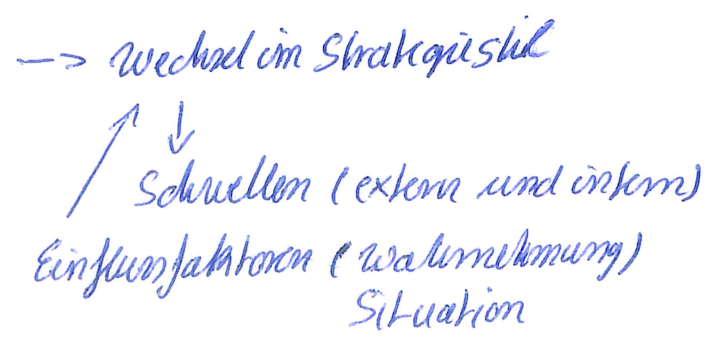 → Wechsel im Strategiestil
Schwellen (extern und intern)
Einflussfaktoren (Wahrnehmung)
Situation